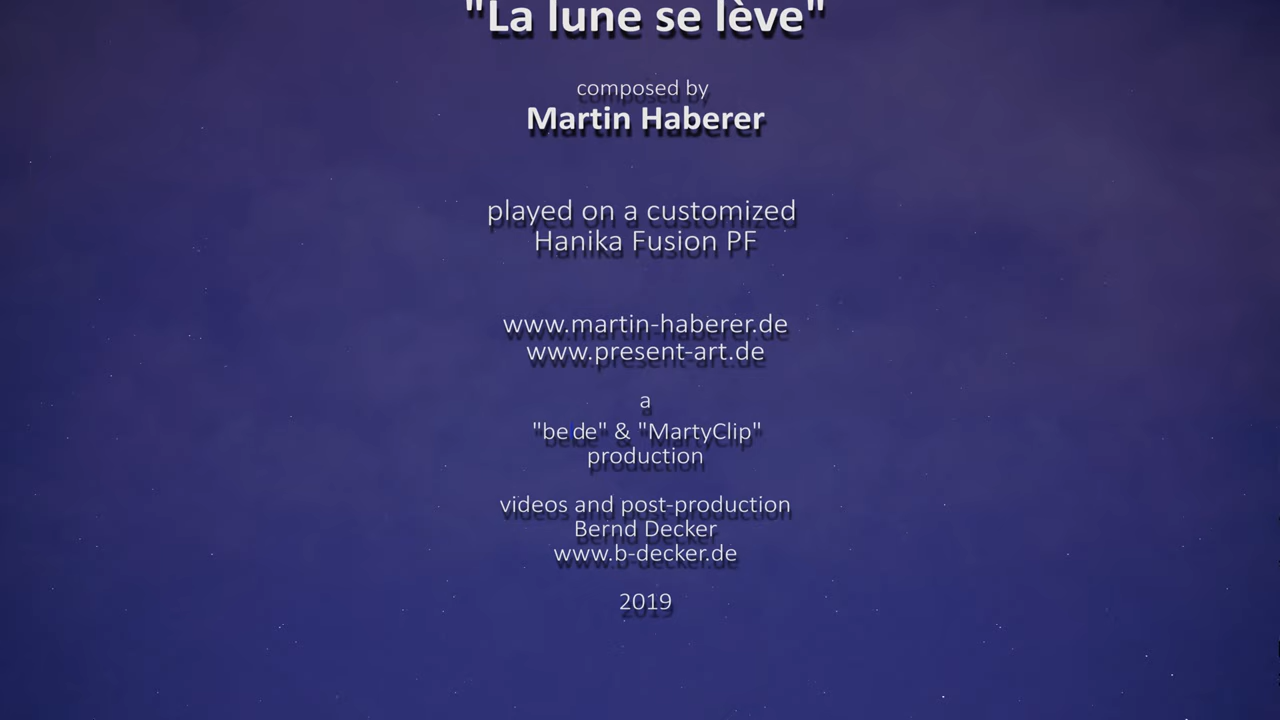 "La lune se lève"
composed by
Martin Haberer
played on a customized
Hanika Fusion PF
www.martin-haberer.de
www.present-art.de
a
"be de" & "MartyClip"
production
videos and post-production
Bernd Decker
www.b-decker.de
2019